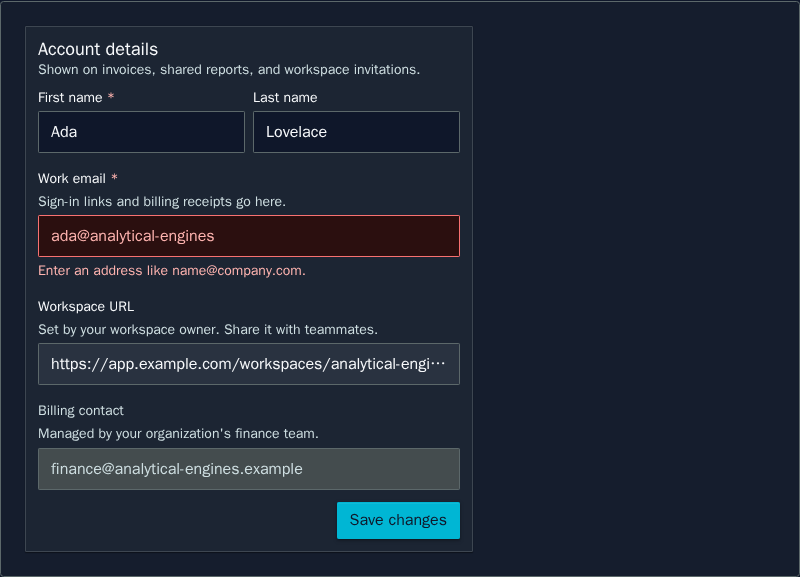 Account details
Shown on invoices, shared reports, and workspace invitations.
First name *
Last name
Ada
Lovelace
Work email *
Sign-in links and billing receipts go here.
ada@analytical-engines
Enter an address like name@company.com.
Workspace URL
Set by your workspace owner. Share it with teammates.
https://app.example.com/workspaces/analytical-engi…
Billing contact
Managed by your organization's finance team.
finance@analytical-engines.example
Save changes